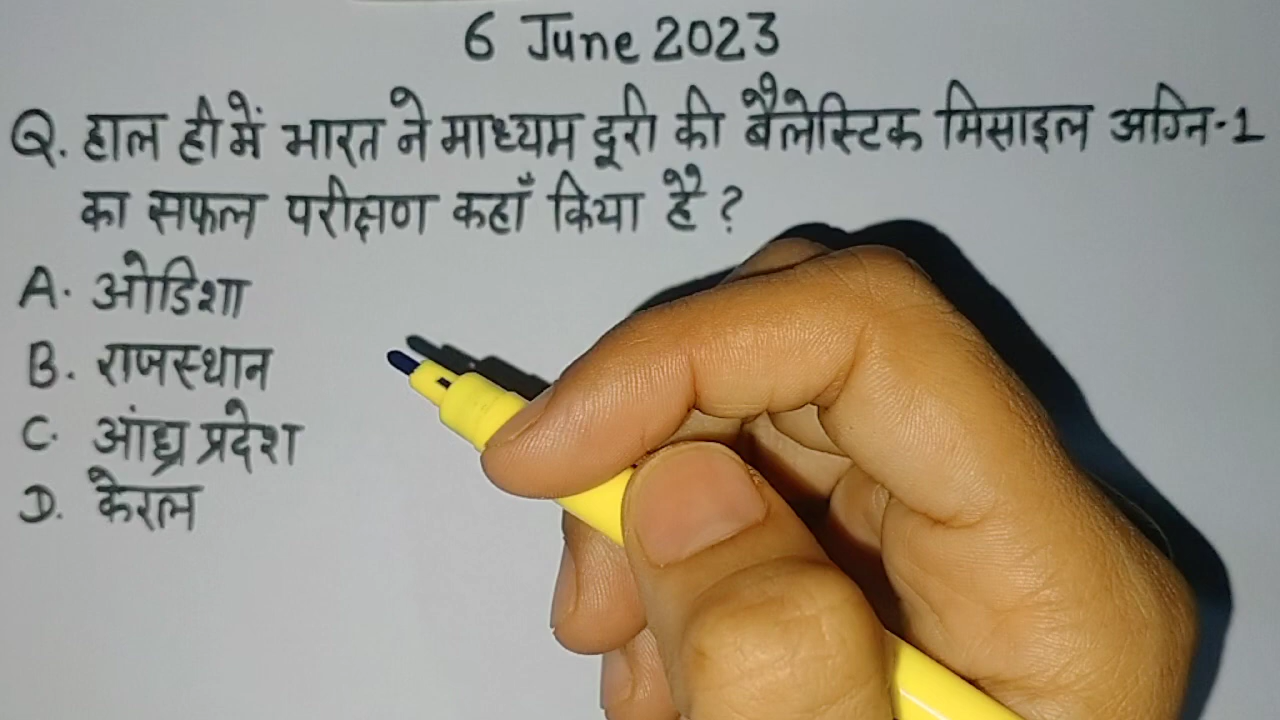 6 June 2023
Q. हाल ही में भारत ने माध्यम दूरी की बैलेस्टिक मिसाइल अग्नि-1
का सफल परीक्षण कहाँ किया है ?
A. ओडिशा
B. राजस्थान
C. आंध्र प्रदेश
D. केरल